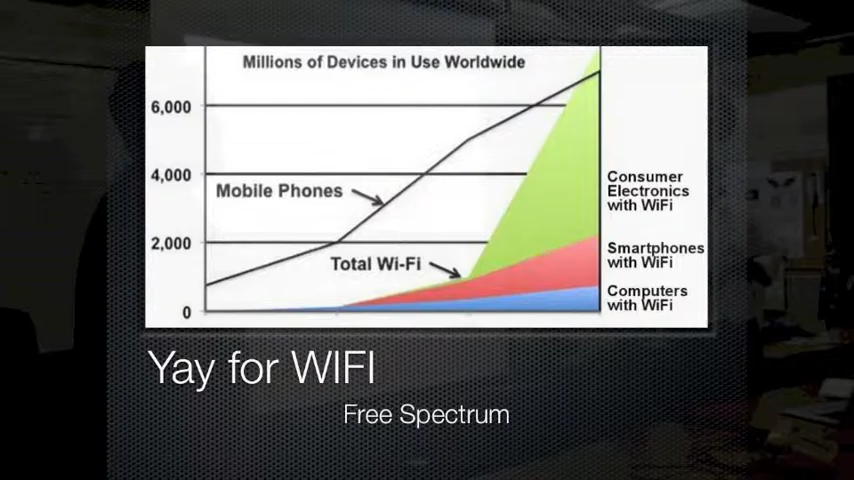 Millions of Devices in Use Worldwide
6,000
4,000
2,000
0
Mobile Phones
Total Wi-Fi
Consumer
Electronics
with WiFi
Smartphones
with WiFi
Computers
with WiFi
Yay for WIFI
Free Spectrum